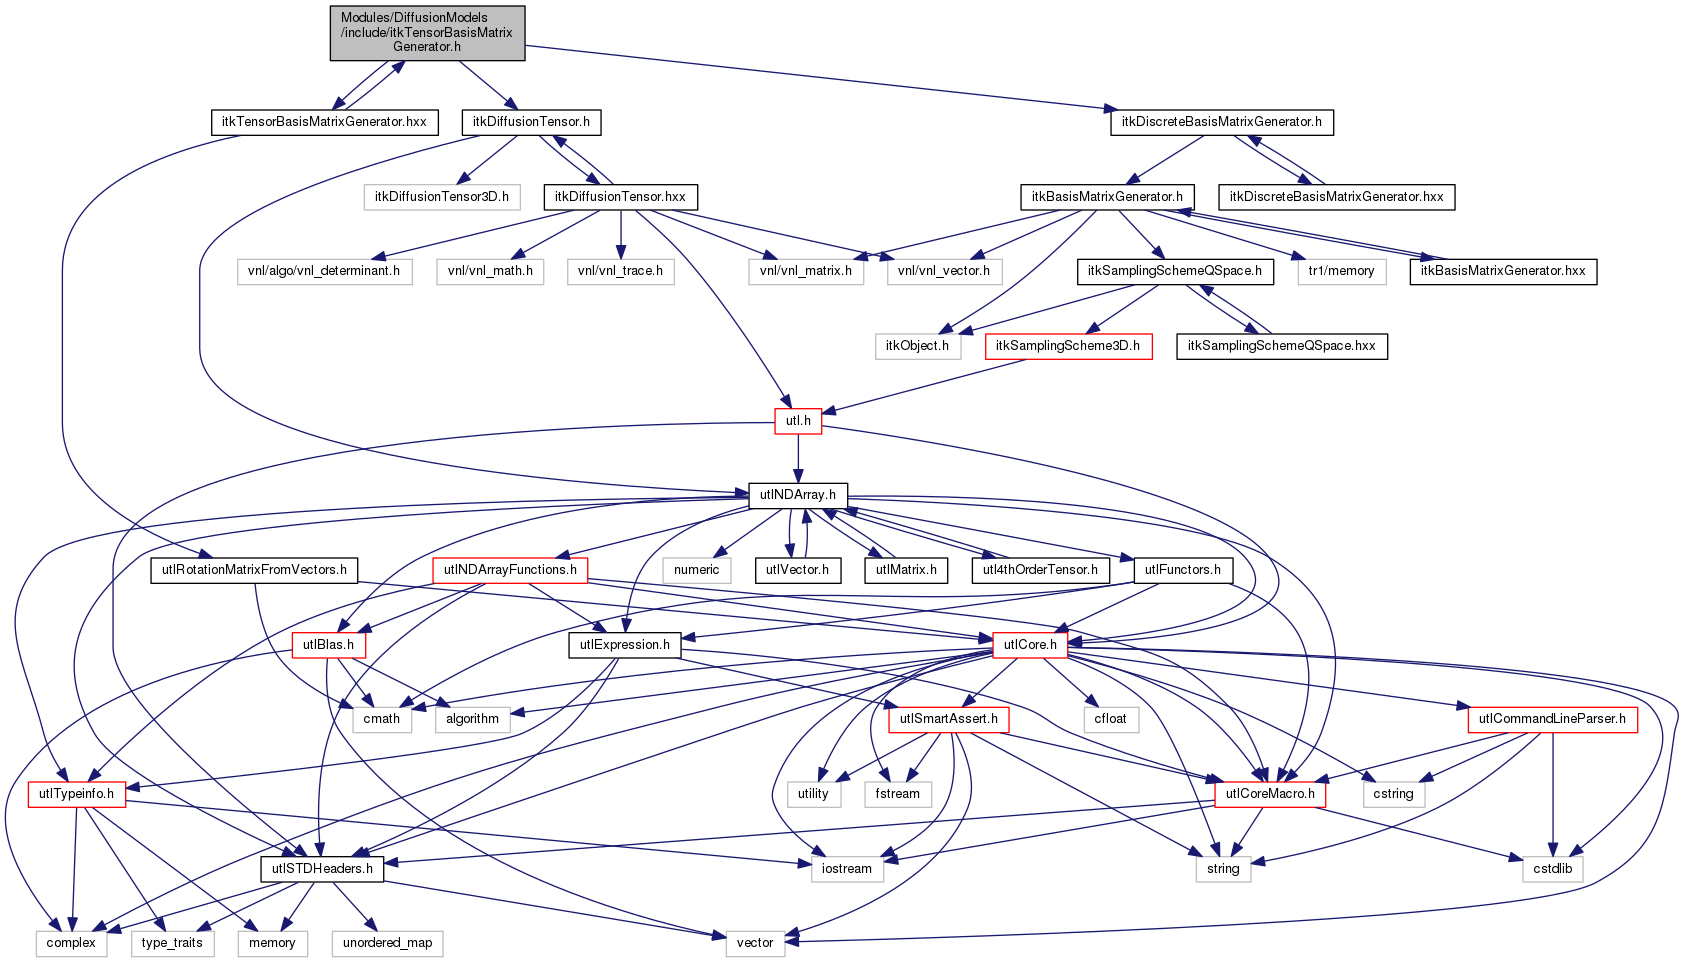 Modules/DiffusionModels
/include/itkTensorBasisMatrix
Generator.h
itkTensorBasisMatrixGenerator.hxx
itkDiffusionTensor.h
itkDiscreteBasisMatrixGenerator.h
itkDiffusionTensor3D.h
itkDiffusionTensor.hxx
itkBasisMatrixGenerator.h
itkDiscreteBasisMatrixGenerator.hxx
vnl/algo/vnl_determinant.h
vnl/vnl_math.h
vnl/vnl_trace.h
vnl/vnl_matrix.h
vnl/vnl_vector.h
itkSamplingSchemeQSpace.h
tr1/memory
itkBasisMatrixGenerator.hxx
itkObject.h
itkSamplingScheme3D.h
itkSamplingSchemeQSpace.hxx
utl.h
utlNDArray.h
utlRotationMatrixFromVectors.h
utlNDArrayFunctions.h
numeric
utlVector.h
utlMatrix.h
utl4thOrderTensor.h
utlFunctors.h
utlBlas.h
utlExpression.h
utlCore.h
cmath
algorithm
utlSmartAssert.h
cfloat
utlCommandLineParser.h
utlTypeinfo.h
utility
fstream
utlCoreMacro.h
cstring
utlSTDHeaders.h
iostream
string
cstdlib
complex
type_traits
memory
unordered_map
vector